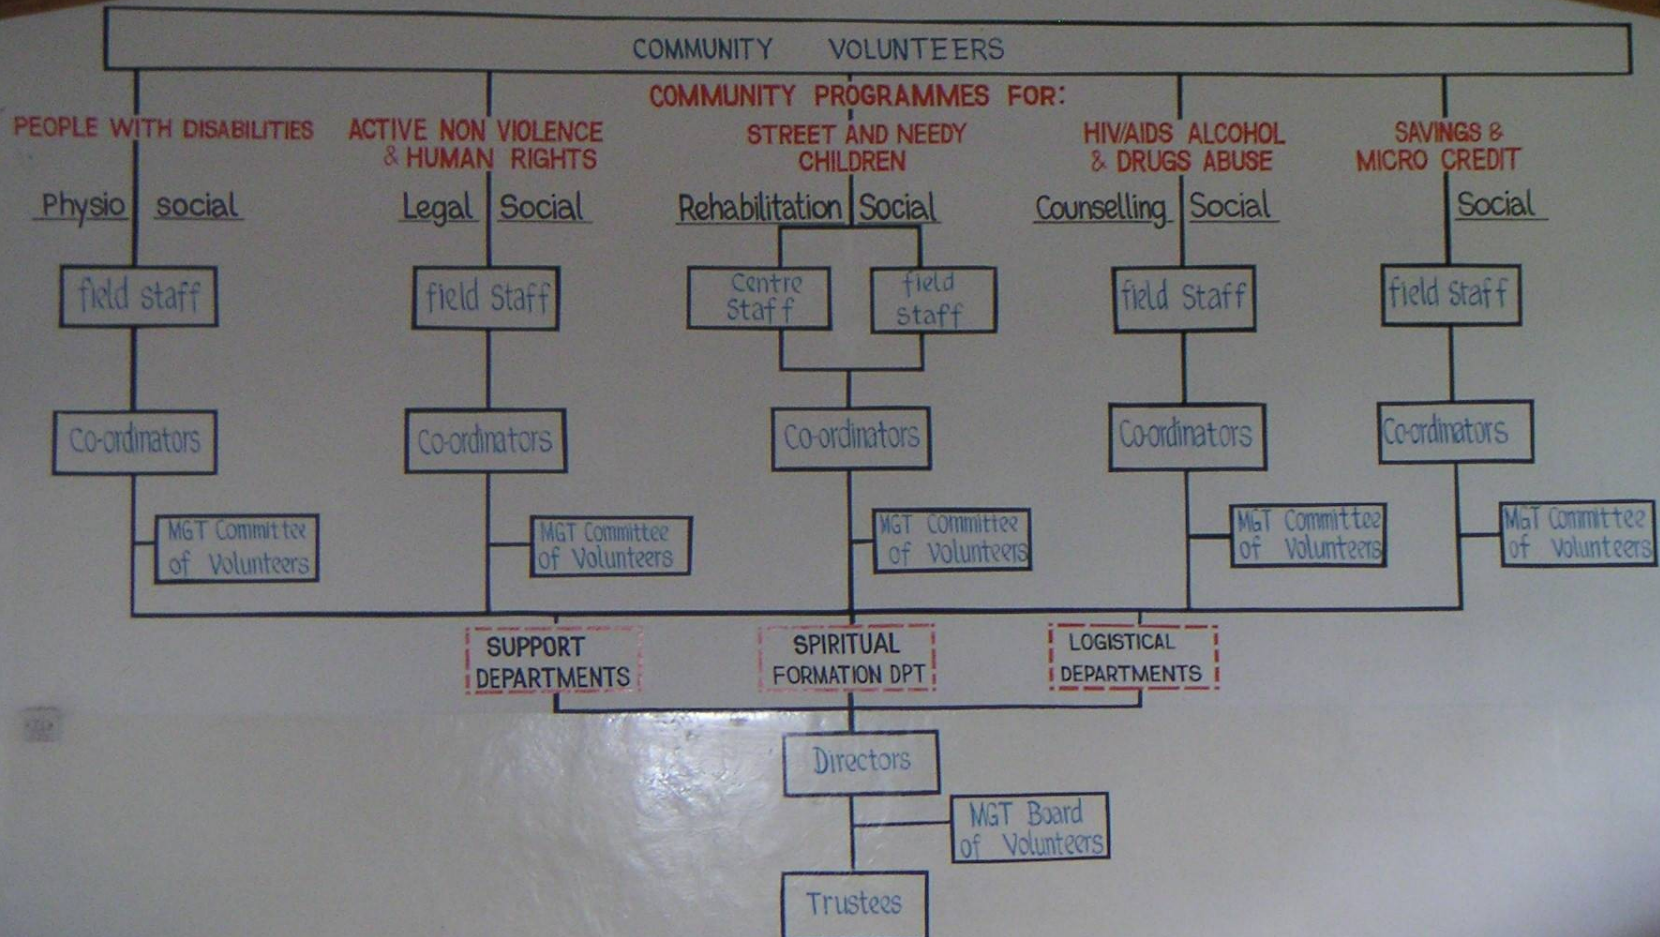 COMMUNITY VOLUNTEERS
COMMUNITY PROGRAMMES FOR:
PEOPLE WITH DISABILITIES
ACTIVE NON VIOLENCE
& HUMAN RIGHTS
STREET AND NEEDY
CHILDREN
HIV/AIDS ALCOHOL
& DRUGS ABUSE
SAVINGS &
MICRO CREDIT
Physio social
Legal Social
Rehabilitation Social
Counselling Social
Social
field staff
field Staff
Centre
Staff
field
staff
field Staff
field staff
Co-ordinators
Co-ordinators
Co-ordinators
Co-ordinators
Co-ordinators
MGT Committee
of Volunteers
MGT Committee
of Volunteers
MGT Committee
of Volunteers
MGT Committee
of Volunteers
MGT Committee
of Volunteers
SUPPORT
DEPARTMENTS
SPIRITUAL
FORMATION DPT
LOGISTICAL
DEPARTMENTS
Directors
MGT Board
of Volunteers
Trustees